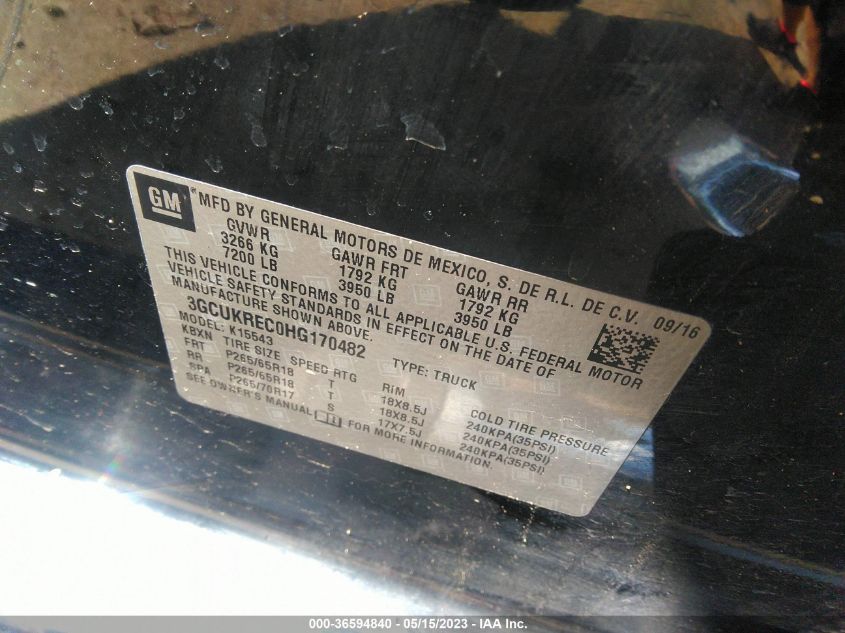 GM
MFD BY GENERAL MOTORS DE MEXICO, S. DE R.L. DE C.V. 09/16
GVWR GAWR FRT GAWR RR
3266 KG 1792 KG 1792 KG
7200 LB 3950 LB 3950 LB
THIS VEHICLE CONFORMS TO ALL APPLICABLE U.S. FEDERAL MOTOR
VEHICLE SAFETY STANDARDS IN EFFECT ON THE DATE OF
MANUFACTURE SHOWN ABOVE.
3GCUKREC0HG170482 TYPE: TRUCK
MODEL: K15543
KBXN TIRE SIZE SPEED RTG RIM COLD TIRE PRESSURE
FRT P265/65R18 T 18X8.5J 240KPA(35PSI)
RR P265/65R18 T 18X8.5J 240KPA(35PSI)
SPA P265/70R17 S 17X7.5J 240KPA(35PSI)
SEE OWNER'S MANUAL FOR MORE INFORMATION.
000-36594840 - 05/15/2023 - IAA Inc.